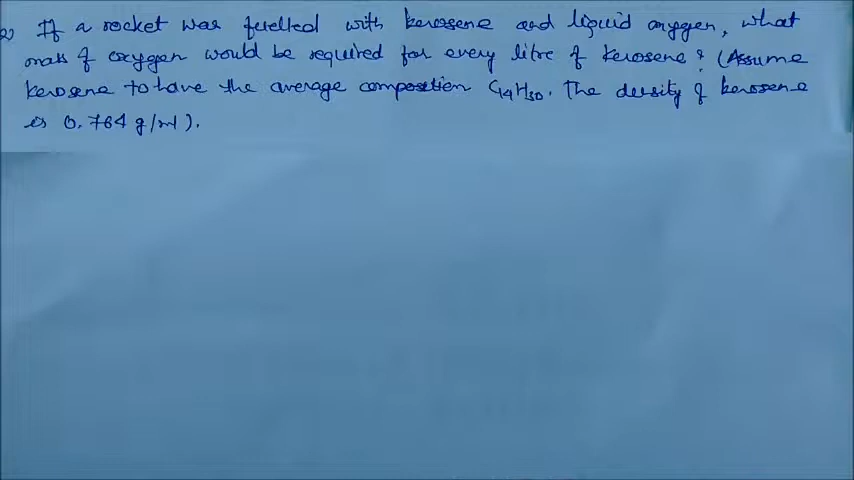 2) If a rocket was fuelled with kerosene and liquid oxygen, what
mass of oxygen would be required for every litre of kerosene? (Assume
kerosene to have the average composition C14H30. The density of kerosene
is 0.764 g/ml).